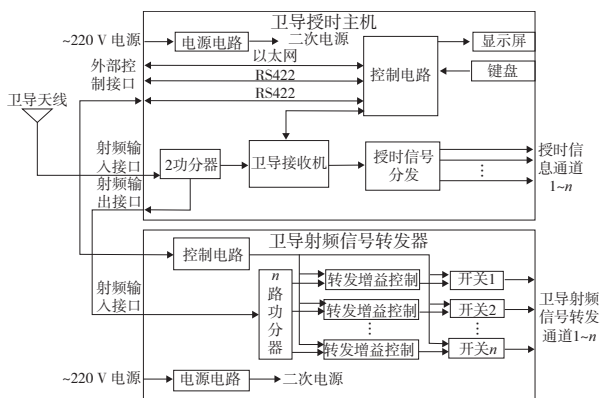 卫导授时主机
~220 V 电源
电源电路
二次电源
显示屏
以太网
外部控
制接口
RS422
RS422
控制电路
键盘
卫导天线
射频输
入接口
2功分器
卫导接收机
授时信号
分发
授时信
息通道
1~n
射频输
出接口
卫导射频信号转发器
控制电路
n
路
功
分
器
转发增益控制
开关1
射频输
入接口
转发增益控制
开关2
卫导射频
信号转发
通道1~n
转发增益控制
开关n
~220 V 电源
电源电路
二次电源